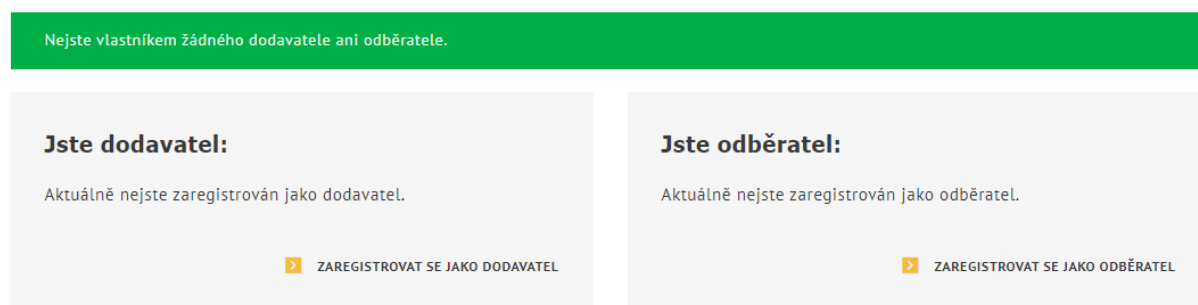 Nejste vlastníkem žádného dodavatele ani odběratele.
Jste dodavatel:
Aktuálně nejste zaregistrován jako dodavatel.
ZAREGISTROVAT SE JAKO DODAVATEL
Jste odběratel:
Aktuálně nejste zaregistrován jako odběratel.
ZAREGISTROVAT SE JAKO ODBĚRATEL